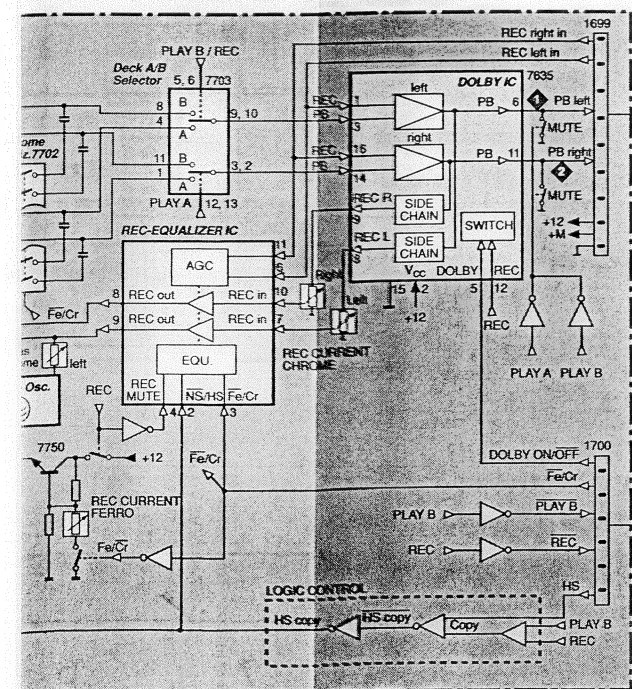 PLAY B / REC
REC right in
1699
REC left in
Deck A/B
Selector
5, 6
7703
DOLBY IC
7635
8
B
4
A
9, 10
REC
PB
1
3
left
PB
6
1
PB left
MUTE
7702
11
B
1
A
3, 2
REC
PB
16
14
right
PB
11
PB right
2
MUTE
PLAY A
12, 13
REC R
9
SIDE
CHAIN
REC L
8
SIDE
CHAIN
SWITCH
+12
+M
REC-EQUALIZER IC
11
AGC
VCC
2
DOLBY
REC
15
5
12
+12
REC
8
REC out
REC in
10
Right
9
REC out
REC in
7
Left
Fe/Cr
REC CURRENT
CHROME
left
EQU.
Osc.
REC
REC
MUTE
NS/HS
Fe/Cr
4
2
3
PLAY A
PLAY B
7750
+12
Fe/Cr
DOLBY ON/OFF
1700
Fe/Cr
REC CURRENT
FERRO
PLAY B
PLAY B
REC
REC
Fe/Cr
LOGIC CONTROL
HS
HS copy
HS copy
Copy
PLAY B
REC